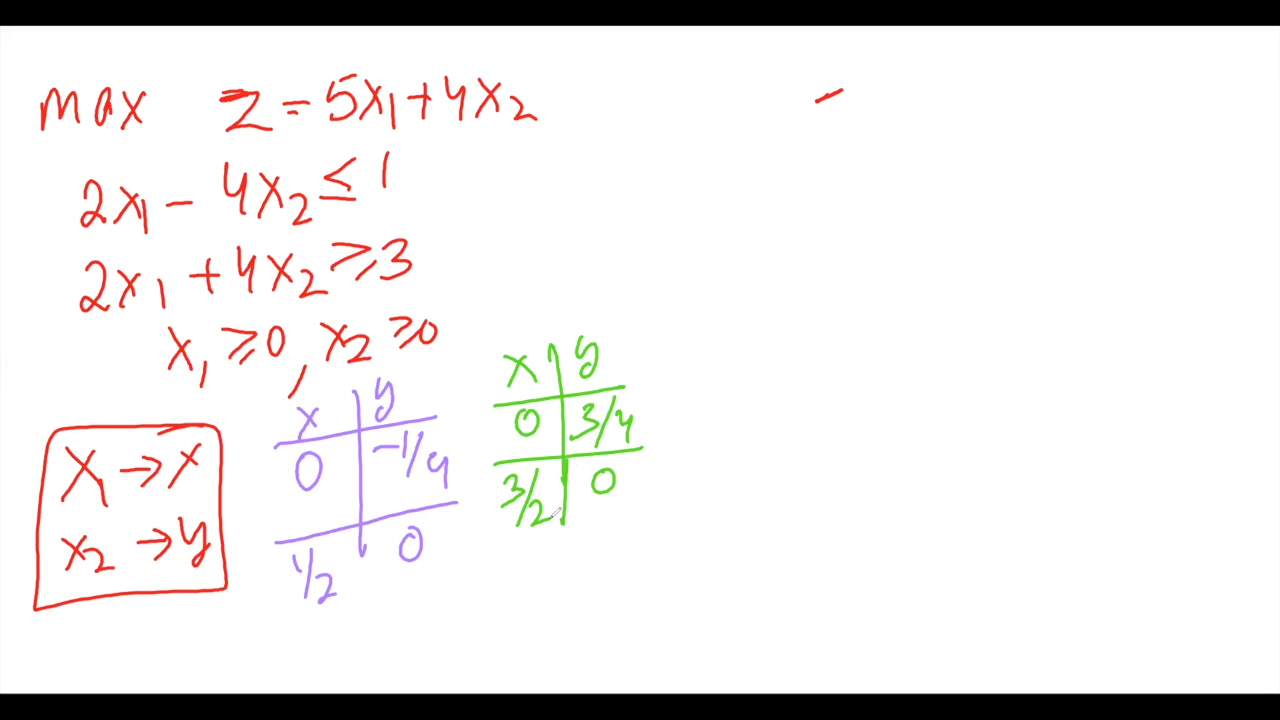 max z = 5x₁ + 4x₂
2x₁ - 4x₂ ≤ 1
2x₁ + 4x₂ ≥ 3
x₁ ≥ 0, x₂ ≥ 0
x₁ → x
x₂ → y
x y
0 -1/4
1/2 0
x y
0 3/4
3/2 0